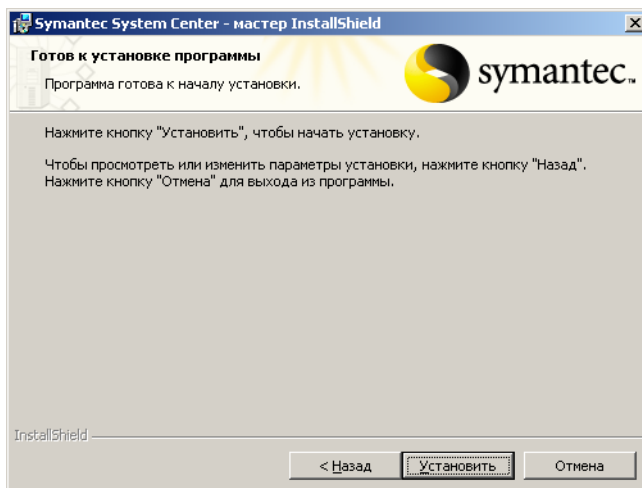 Symantec System Center - мастер InstallShield
Готов к установке программы
Программа готова к началу установки.
symantec™
Нажмите кнопку "Установить", чтобы начать установку.
Чтобы просмотреть или изменить параметры установки, нажмите кнопку "Назад".
Нажмите кнопку "Отмена" для выхода из программы.
InstallShield
< Назад
Установить
Отмена